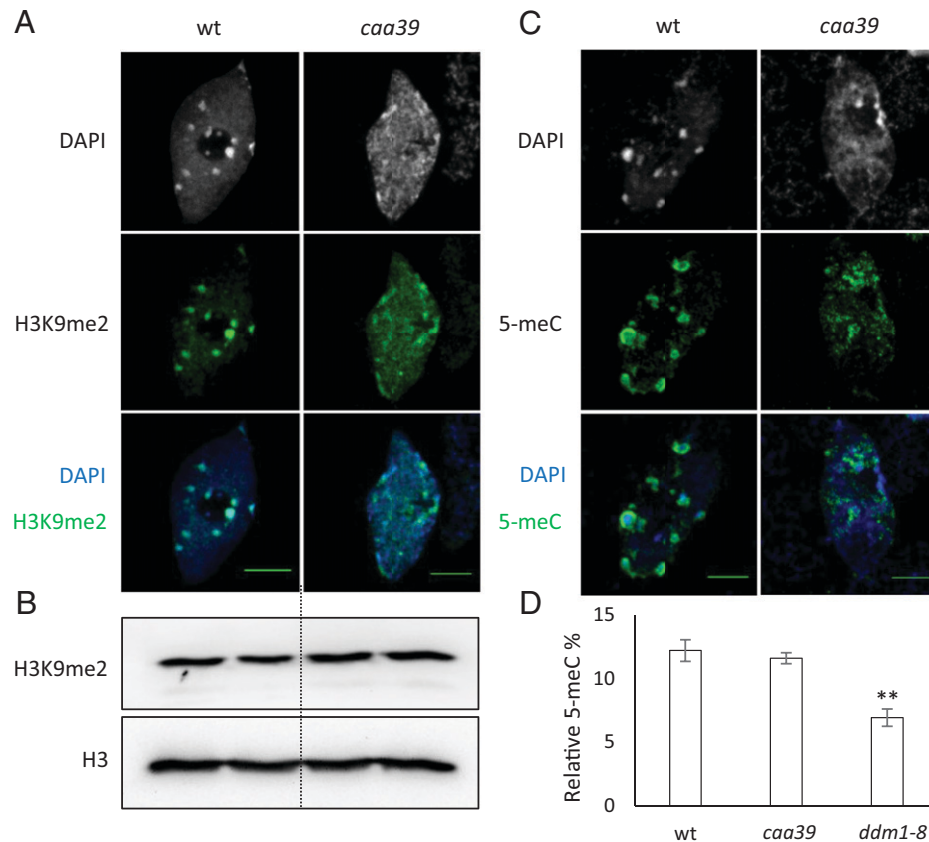 A
wt
caa39
DAPI
H3K9me2
DAPI
H3K9me2
C
wt
caa39
DAPI
5-meC
DAPI
5-meC
B
H3K9me2
H3
D
Relative 5-meC %
15
10
5
0
**
wt
caa39
ddm1-8